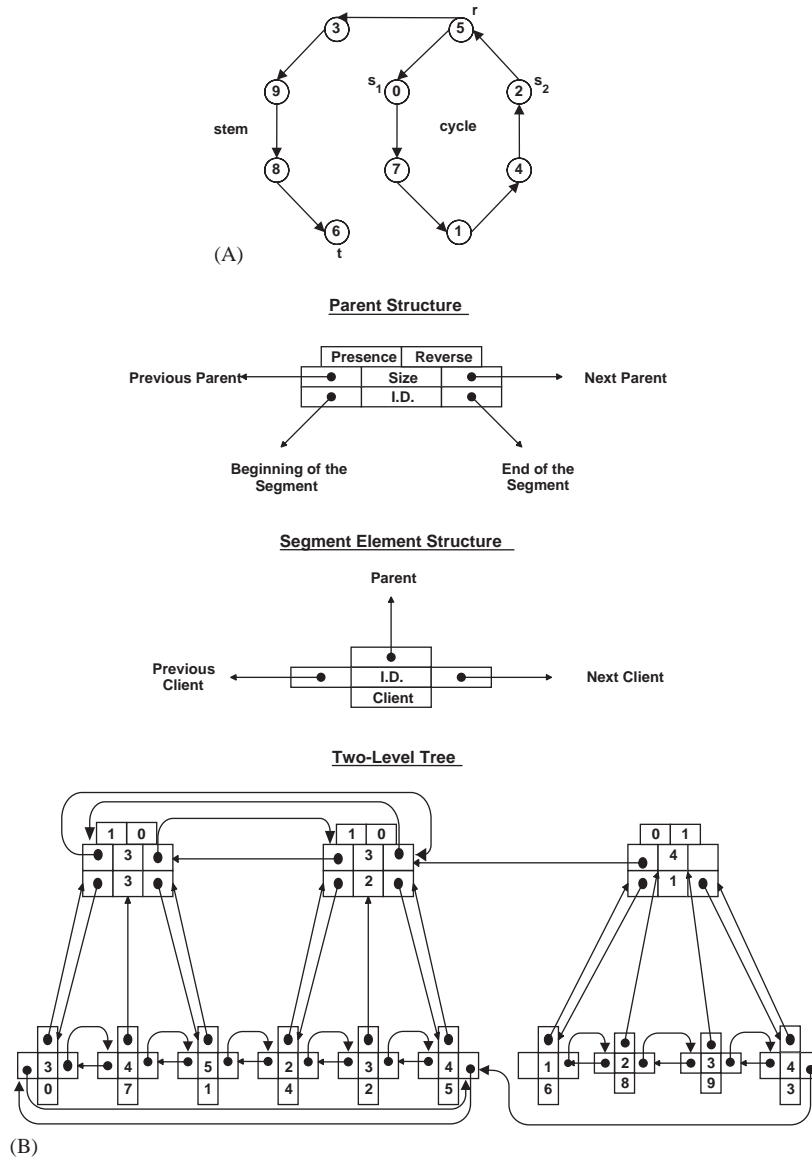 r
3 5
s1 s2
9 0 2
stem cycle
8 7 4
6 1
t
(A)
Parent Structure
Presence Reverse
Previous Parent Size Next Parent
I.D.
Beginning of the Segment End of the Segment
Segment Element Structure
Parent
Previous Client I.D. Next Client
Client
Two-Level Tree
1 0 1 0 0 1
3 3 4
3 2 1
3 4 5 2 3 4 1 2 3 4
0 7 1 4 2 5 6 8 9 3
(B)